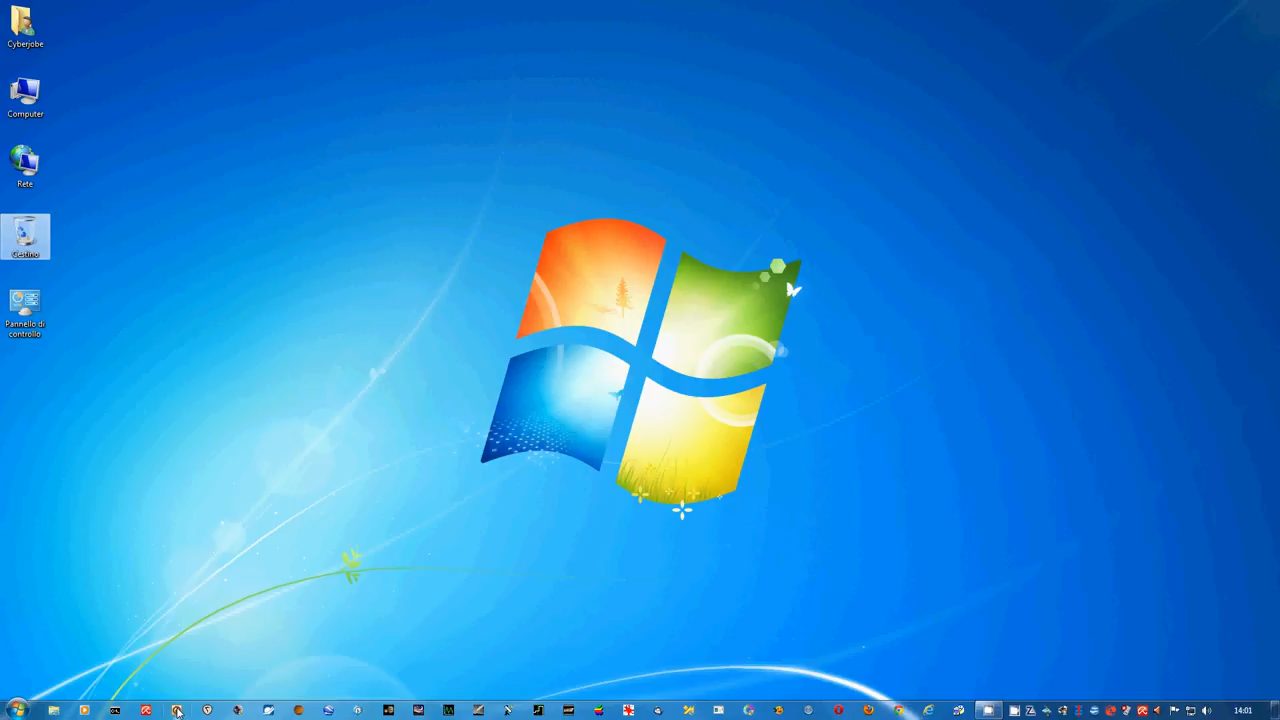 Cyberjobe
Computer
Rete
Cestino
Pannello di
controllo
14:01